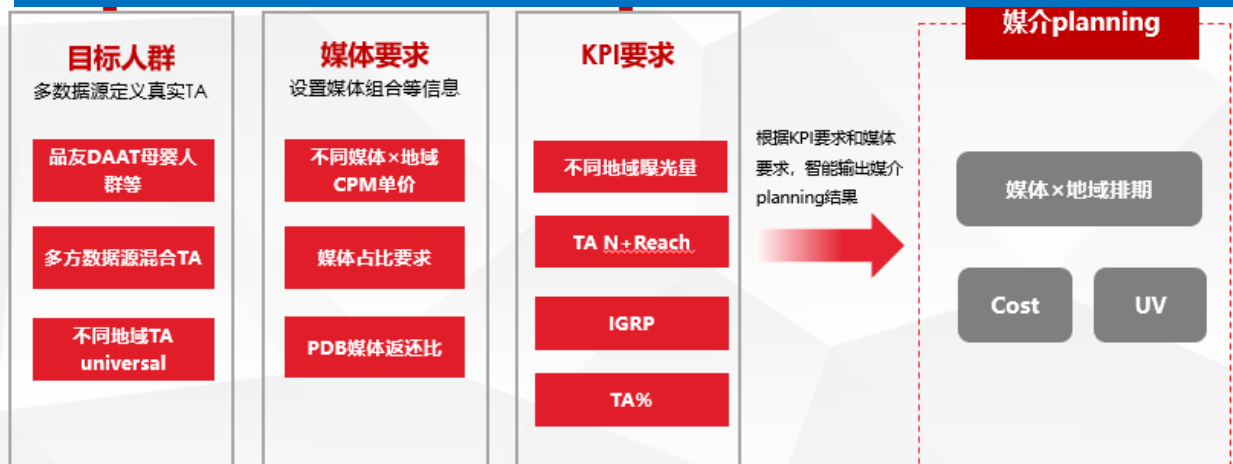 目标人群
多数据源定义真实TA
品友DAAT母婴人
群等
多方数据源混合TA
不同地域TA
universal
媒体要求
设置媒体组合等信息
不同媒体×地域
CPM单价
媒体占比要求
PDB媒体返还比
KPI要求
不同地域曝光量
TA N+Reach
IGRP
TA%
根据KPI要求和媒体
要求，智能输出媒介
planning结果
媒介planning
媒体×地域排期
Cost
UV